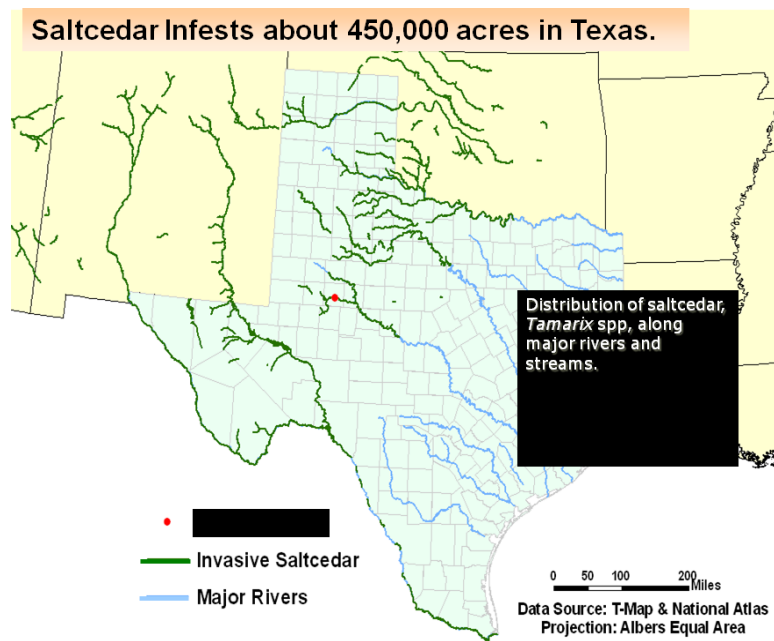 Saltcedar Infests about 450,000 acres in Texas.
Distribution of saltcedar,
Tamarix spp, along
major rivers and
streams.
Invasive Saltcedar
Major Rivers
0 50 100 200
Miles
Data Source: T-Map & National Atlas
Projection: Albers Equal Area